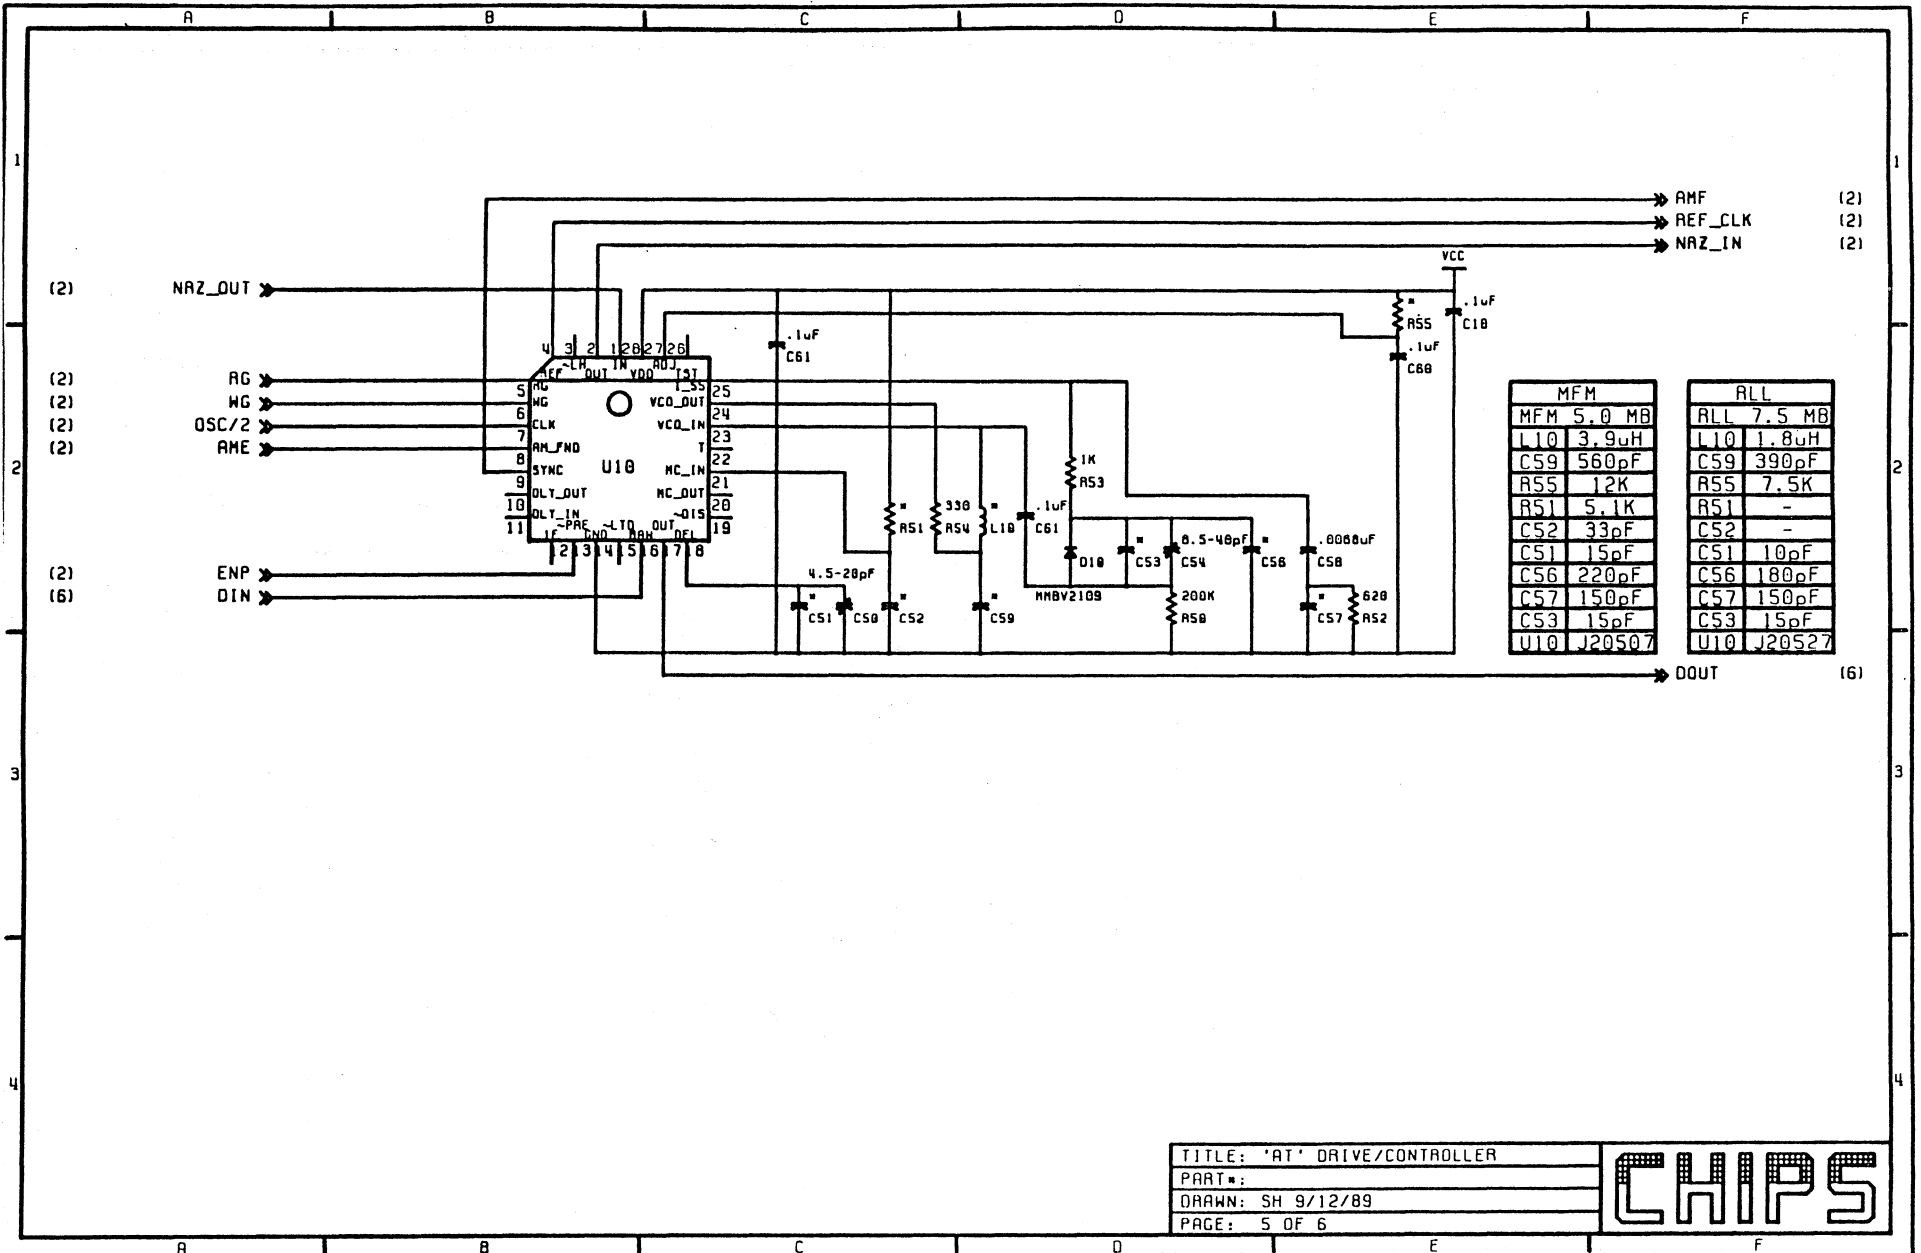 A B C D E F
1 1
AMF (2)
REF_CLK (2)
NRZ_IN (2)
VCC
(2) NRZ_OUT
* R55
.1uF C10
.1uF C61
.1uF C60
4 3 2 1 28 27 26
~LA IN ADJ
REF OUT VDD TST
(2) RG
(2) WG
(2) OSC/2
(2) AME
5 RG I_SS 25
6 WG VCO_OUT 24
7 CLK VCO_IN 23
8 AM_FND T 22
9 SYNC U10 MC_IN 21
10 DLY_OUT MC_OUT 20
11 DLY_IN ~DIS 19
~PRE ~LTD OUT
IF GND DEL
12 13 14 15 16 17 18
2 2
1K R53
* R51
330 R54
* L10
.1uF C61
D10
MMBV2109
* C53
6.5-40pF C54
* C56
.0068uF C58
(2) ENP
(6) DIN
4.5-20pF
* C51
C50
* C52
* C59
200K R50
* C57
620 R52
MFM
MFM 5.0 MB
L10 3.9uH
C59 560pF
R55 12K
R51 5.1K
C52 33pF
C51 15pF
C56 220pF
C57 150pF
C53 15pF
U10 J20507
RLL
RLL 7.5 MB
L10 1.8uH
C59 390pF
R55 7.5K
R51 -
C52 -
C51 10pF
C56 180pF
C57 150pF
C53 15pF
U10 J20527
DOUT (6)
3 3
4 4
TITLE: 'AT' DRIVE/CONTROLLER
PART*:
DRAWN: SH 9/12/89
PAGE: 5 OF 6
CHIPS
A B C D E F